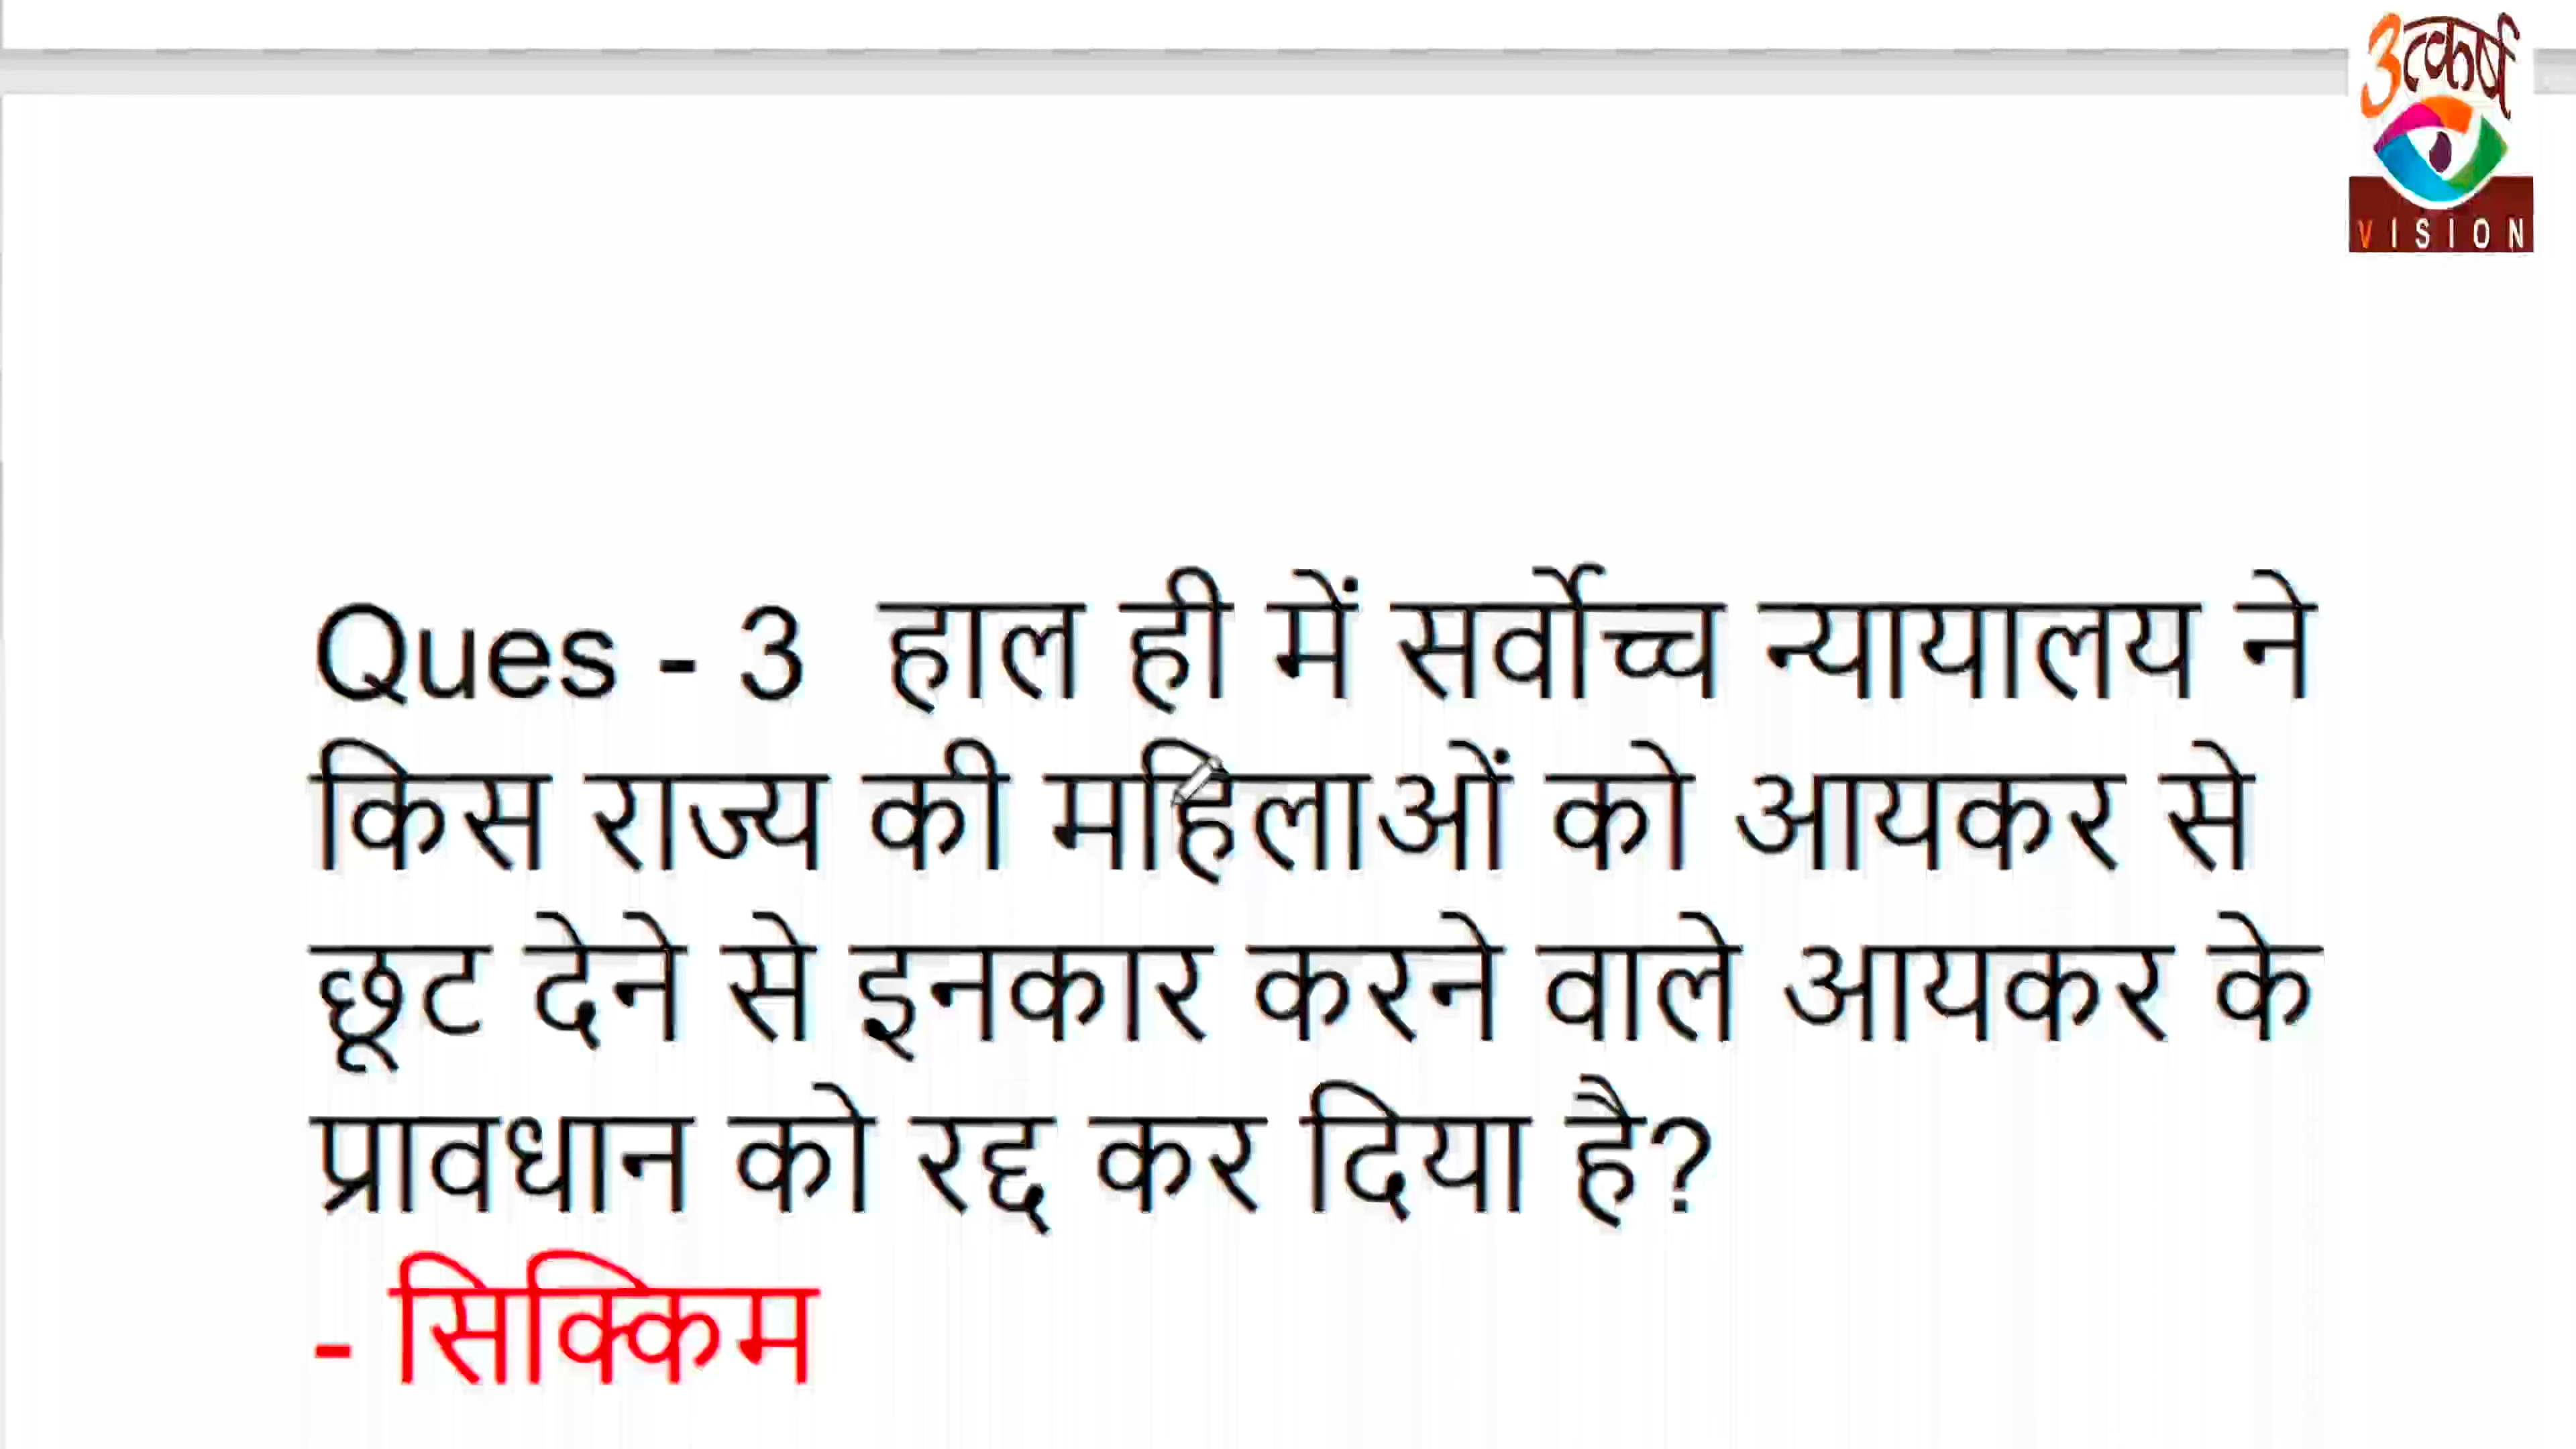 उत्कर्ष
VISION
Ques - 3 हाल ही में सर्वोच्च न्यायालय ने
किस राज्य की महिलाओं को आयकर से
छूट देने से इनकार करने वाले आयकर के
प्रावधान को रद्द कर दिया है?
- सिक्किम